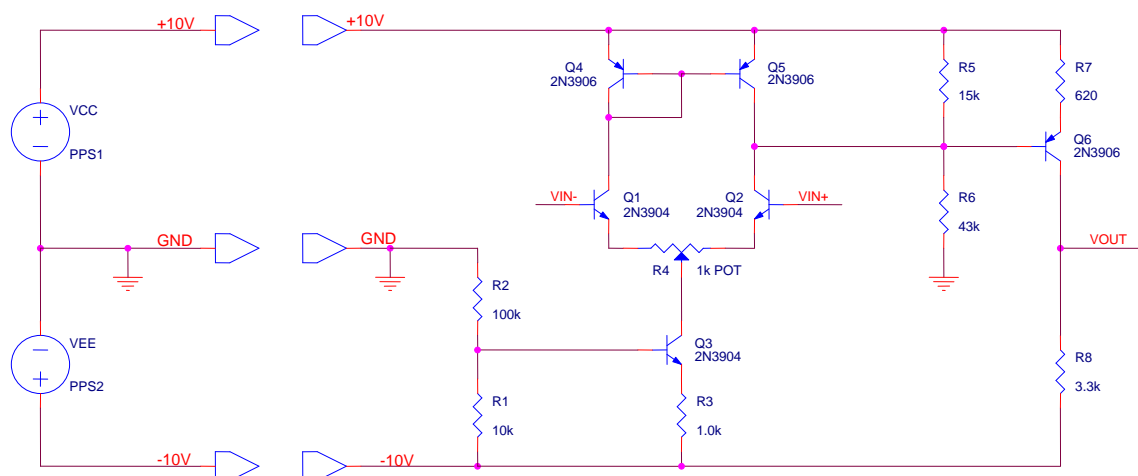 +10V
+10V
Q4
2N3906
Q5
2N3906
R5
15k
R7
620
VCC
+
−
PPS1
Q6
2N3906
VIN-
Q1
2N3904
Q2
2N3904
VIN+
R6
43k
GND
GND
VOUT
R4
1k POT
R2
100k
VEE
−
+
PPS2
Q3
2N3904
R8
3.3k
R1
10k
R3
1.0k
-10V
-10V